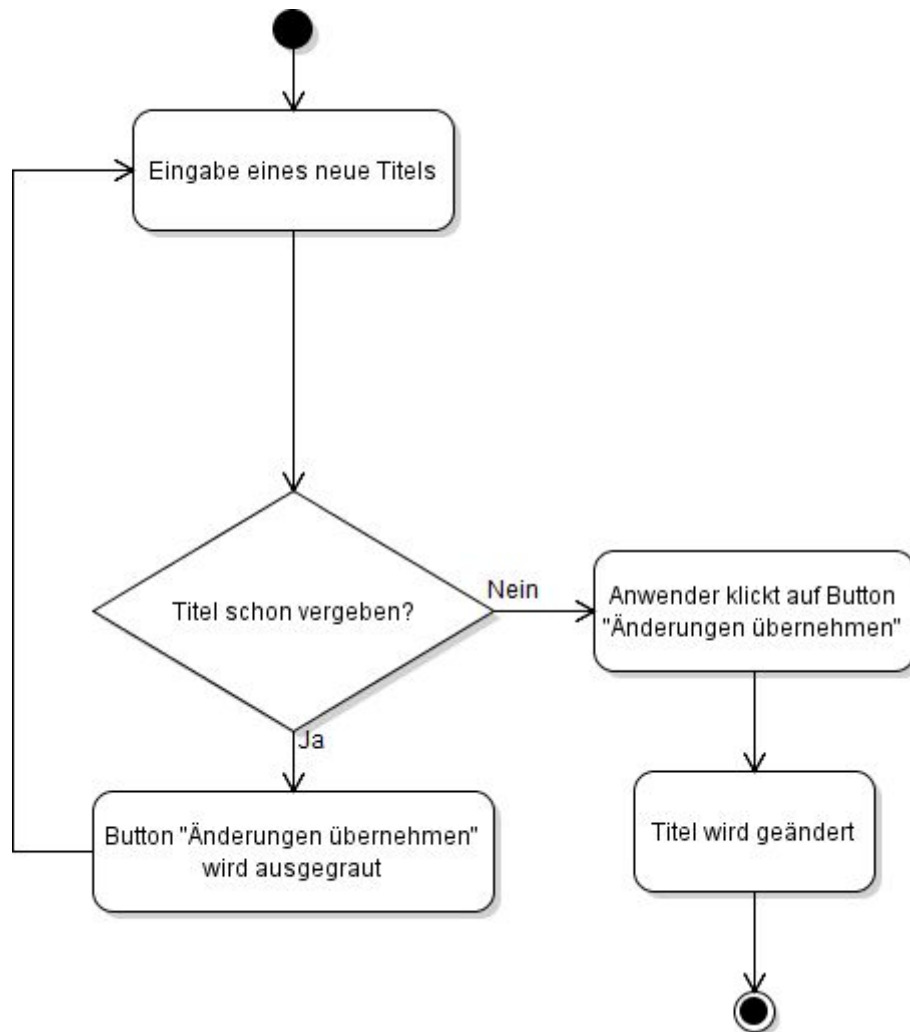 Eingabe eines neue Titels
Titel schon vergeben?
Nein
Anwender klickt auf Button
"Änderungen übernehmen"
Ja
Button "Änderungen übernehmen"
wird ausgegraut
Titel wird geändert